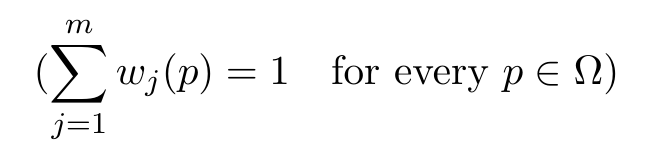 (\sum_{j=1}^{m} w_j(p) = 1 \quad \text{for every } p \in \Omega)